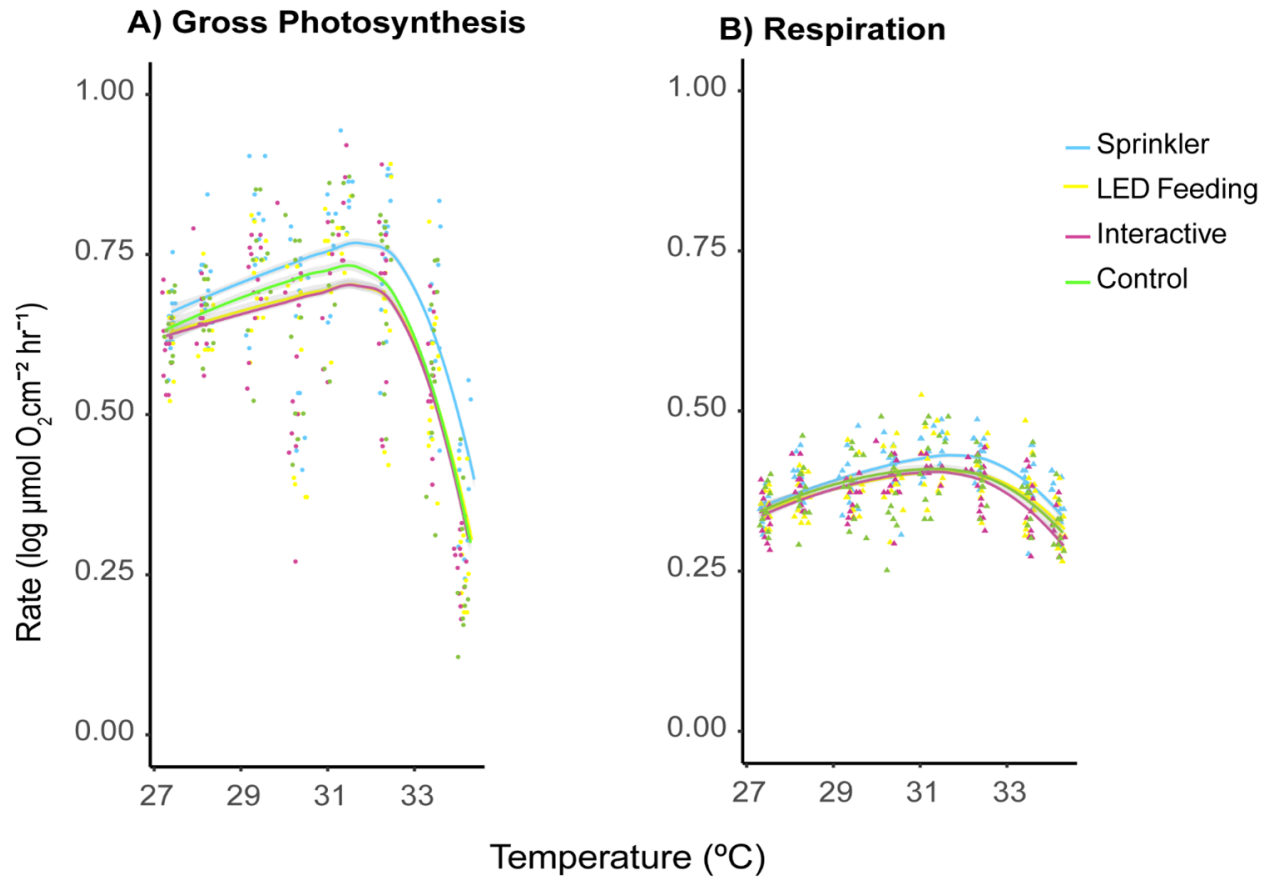 A) Gross Photosynthesis
B) Respiration
1.00
0.75
0.50
0.25
0.00
27 29 31 33
1.00
0.75
0.50
0.25
0.00
27 29 31 33
Sprinkler
LED Feeding
Interactive
Control
Rate (log µmol O₂cm⁻² hr⁻¹)
Temperature (ºC)